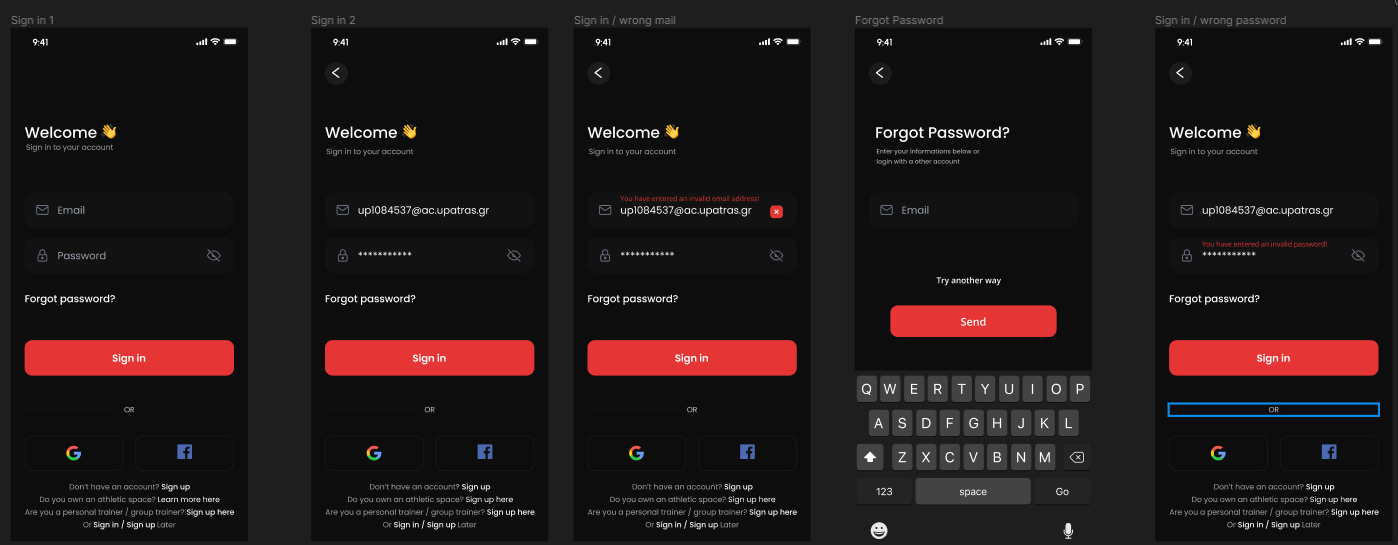 Sign in 1
9:41
Welcome 👋
Sign in to your account
Email
Password
Forgot password?
Sign in
OR
Don't have an account? Sign up
Do you own an athletic space? Learn more here
Are you a personal trainer / group trainer? Sign up here
Or Sign in / Sign up Later
Sign in 2
9:41
Welcome 👋
Sign in to your account
up1084537@ac.upatras.gr
***********
Forgot password?
Sign in
OR
Don't have an account? Sign up
Do you own an athletic space? Sign up here
Are you a personal trainer / group trainer? Sign up here
Or Sign in / Sign up Later
Sign in / wrong mail
9:41
Welcome 👋
Sign in to your account
You have entered an invalid email address!
up1084537@ac.upatras.gr
***********
Forgot password?
Sign in
OR
Don't have an account? Sign up
Do you own an athletic space? Sign up here
Are you a personal trainer / group trainer? Sign up here
Or Sign in / Sign up Later
Forgot Password
9:41
Forgot Password?
Enter your informations below or
login with a other account
Email
Try another way
Send
Q W E R T Y U I O P
A S D F G H J K L
Z X C V B N M
123 space Go
Sign in / wrong password
9:41
Welcome 👋
Sign in to your account
up1084537@ac.upatras.gr
You have entered an invalid password!
***********
Forgot password?
Sign in
OR
Don't have an account? Sign up
Do you own an athletic space? Sign up here
Are you a personal trainer / group trainer? Sign up here
Or Sign in / Sign up Later